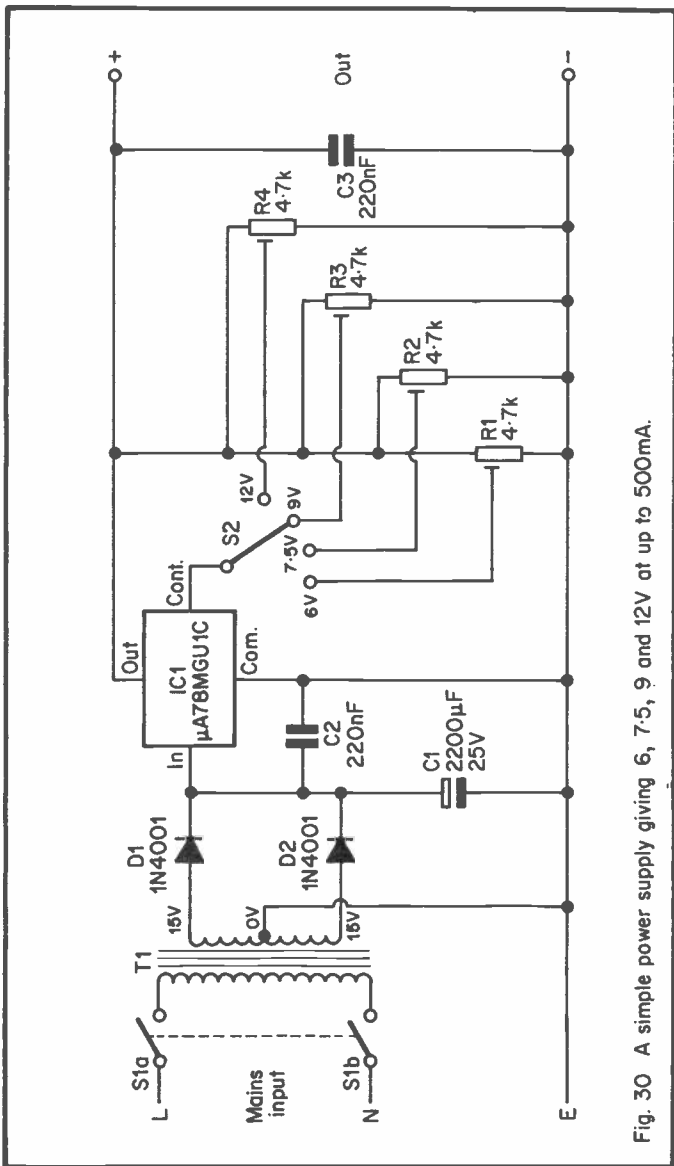 S1a
L
Mains
input
N
S1b
E
T1
15V
0V
15V
D1
1N4001
D2
1N4001
In
Out
IC1
µA78MGU1C
Com.
Cont.
C2
220nF
C1
2200µF
25V
S2
12V
9V
7·5V
6V
R4
4·7k
R3
4·7k
R2
4·7k
R1
4·7k
C3
220nF
+
Out
−
Fig. 30 A simple power supply giving 6, 7·5, 9 and 12V at up to 500mA.